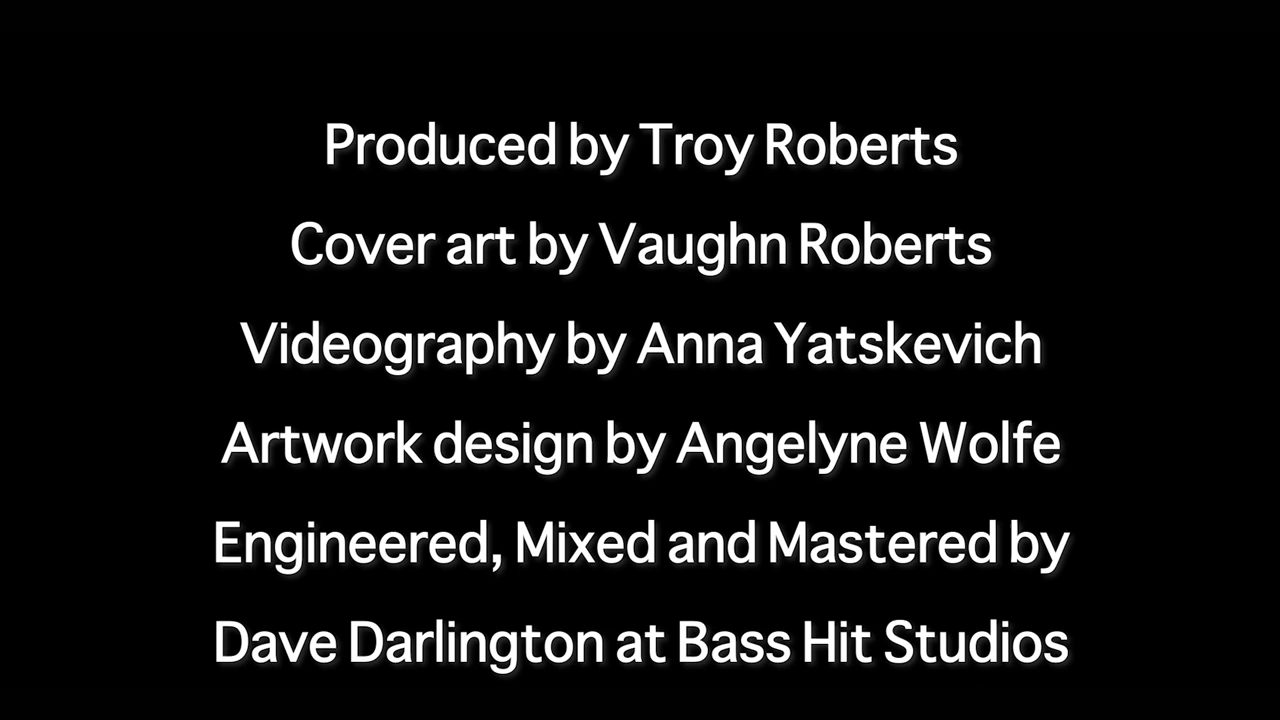 Produced by Troy Roberts
Cover art by Vaughn Roberts
Videography by Anna Yatskevich
Artwork design by Angelyne Wolfe
Engineered, Mixed and Mastered by
Dave Darlington at Bass Hit Studios